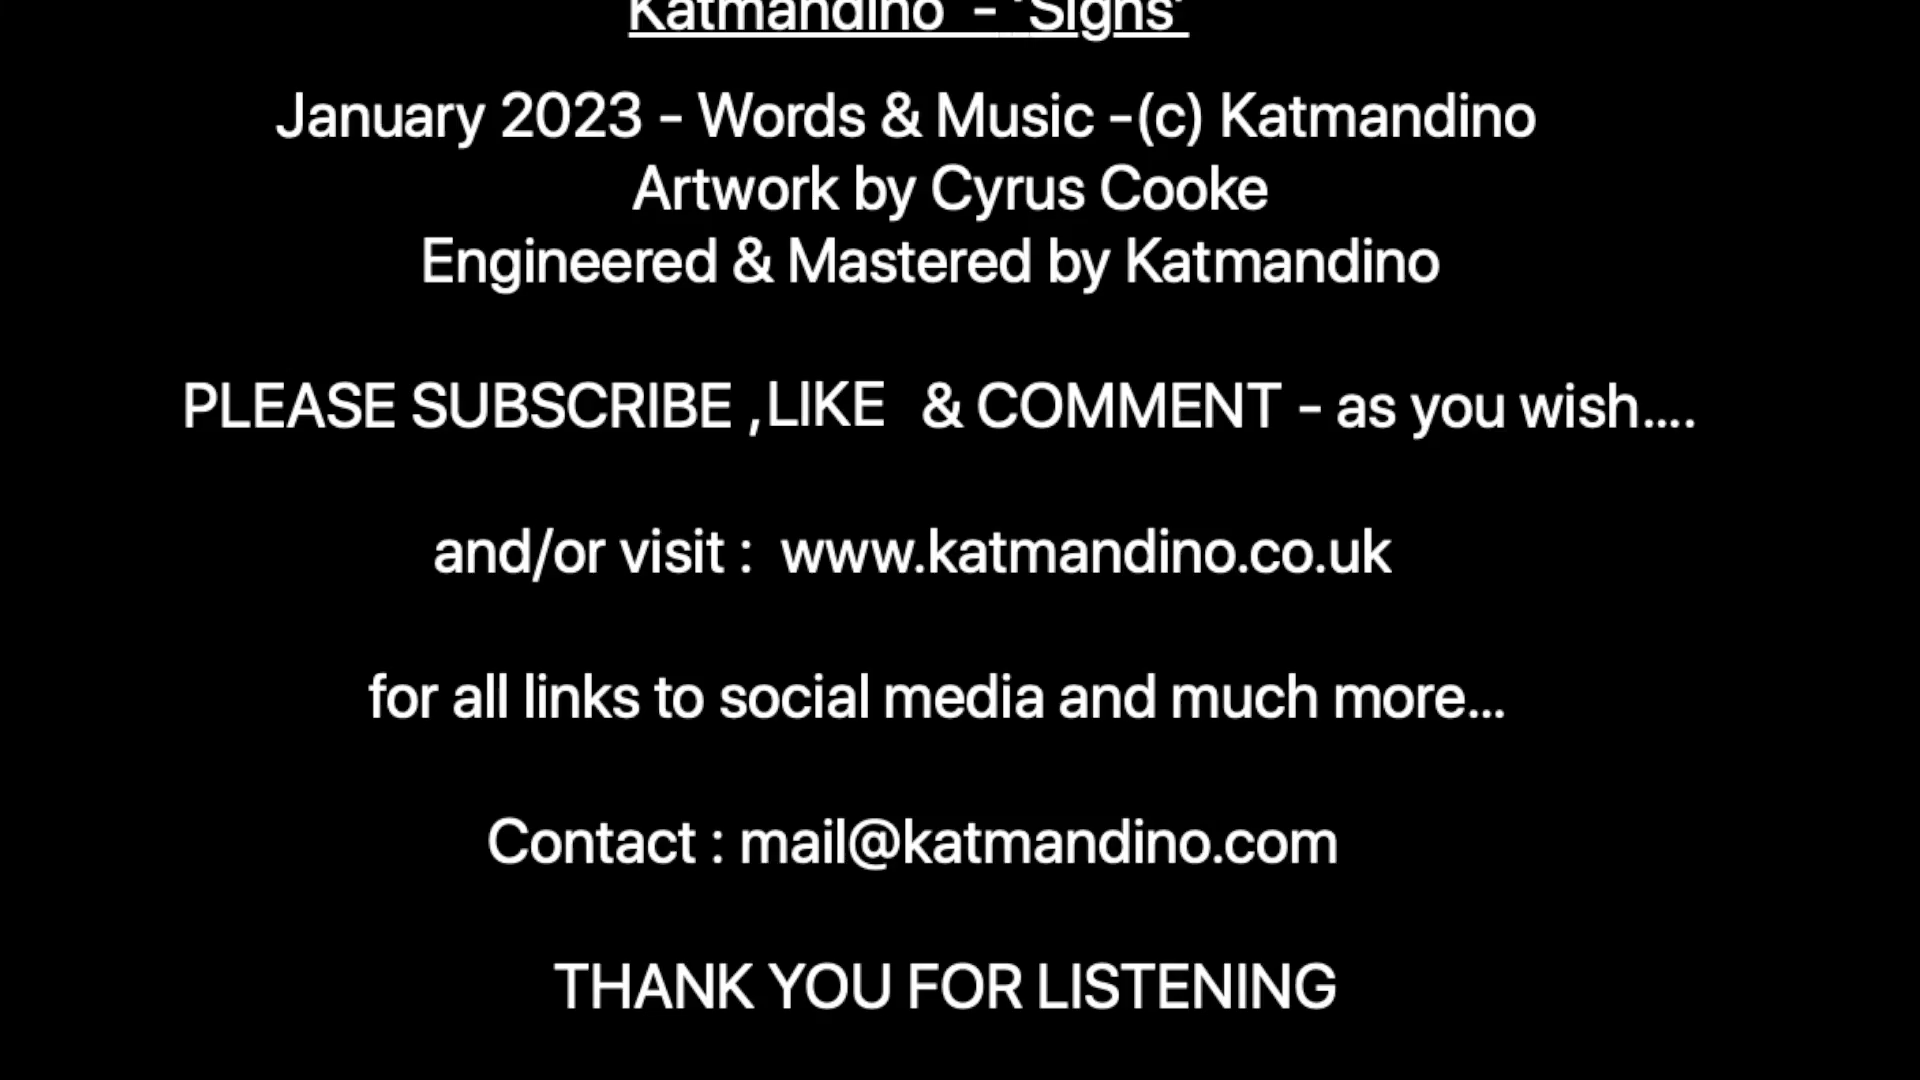 Katmandino - 'Signs'
January 2023 - Words & Music -(c) Katmandino
Artwork by Cyrus Cooke
Engineered & Mastered by Katmandino
PLEASE SUBSCRIBE ,LIKE & COMMENT - as you wish....
and/or visit : www.katmandino.co.uk
for all links to social media and much more...
Contact : mail@katmandino.com
THANK YOU FOR LISTENING